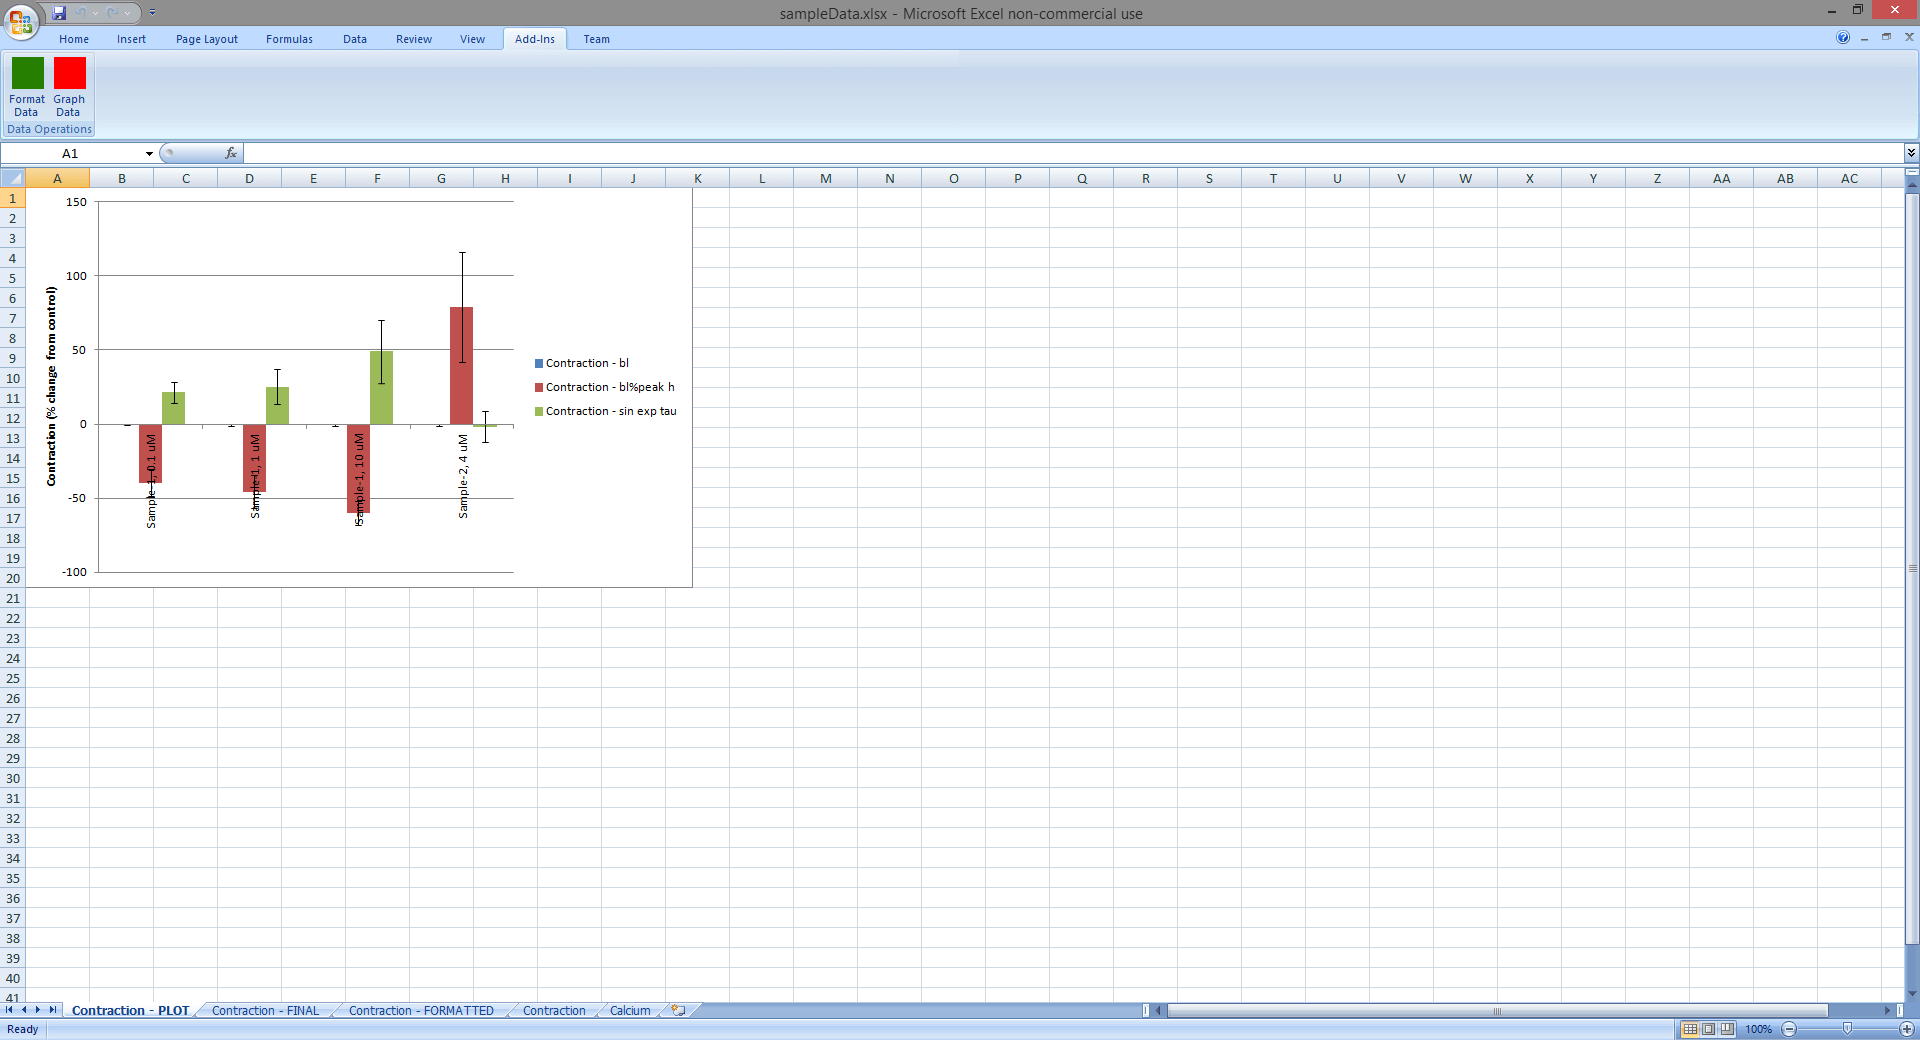 sampleData.xlsx - Microsoft Excel non-commercial use
Home Insert Page Layout Formulas Data Review View Add-Ins Team
Format Data
Graph Data
Data Operations
A1 fx
A B C D E F G H I J K L M N O P Q R S T U V W X Y Z AA AB AC
1
2
3
4
5
6
7
8
9
10
11
12
13
14
15
16
17
18
19
20
21
22
23
24
25
26
27
28
29
30
31
32
33
34
35
36
37
38
39
40
41
Contraction (% change from control)
150
100
50
0
-50
-100
Sample-1, 0.1 uM
Sample-1, 1 uM
Sample-1, 10 uM
Sample-2, 4 uM
Contraction - bl
Contraction - bl%peak h
Contraction - sin exp tau
Contraction - PLOT Contraction - FINAL Contraction - FORMATTED Contraction Calcium
Ready 100%